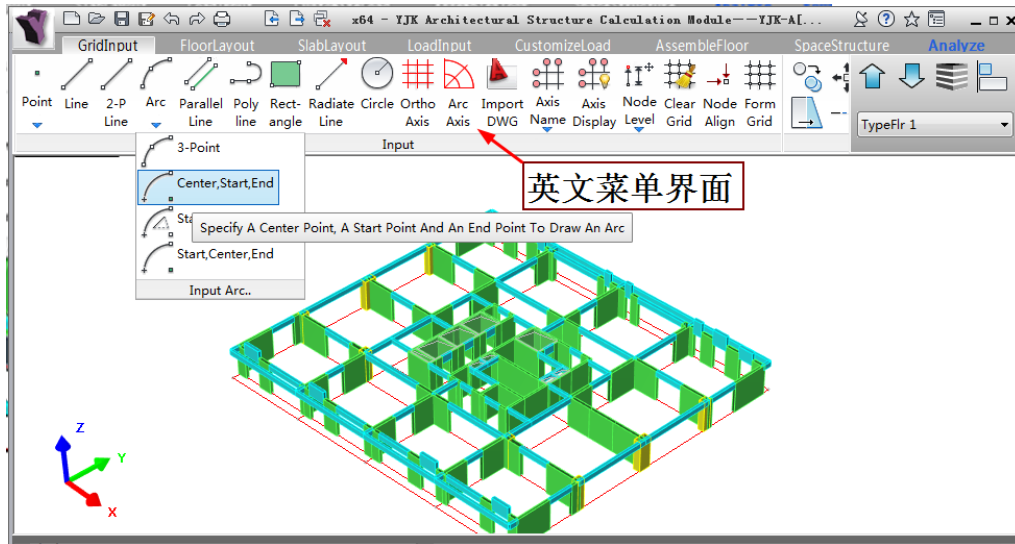 x64 - YJK Architectural Structure Calculation Module——YJK-A[...
GridInput FloorLayout SlabLayout LoadInput CustomizeLoad AssembleFloor SpaceStructure Analyze
Point Line 2-P Line Arc Parallel Line Poly line Rect-angle Radiate Line Circle Ortho Axis Arc Axis Import DWG Axis Name Axis Display Node Level Clear Grid Node Align Form Grid
TypeFlr 1
Input
3-Point
英文菜单界面
Center,Start,End
Sta
Specify A Center Point, A Start Point And An End Point To Draw An Arc
Start,Center,End
Input Arc..
Z
Y
X